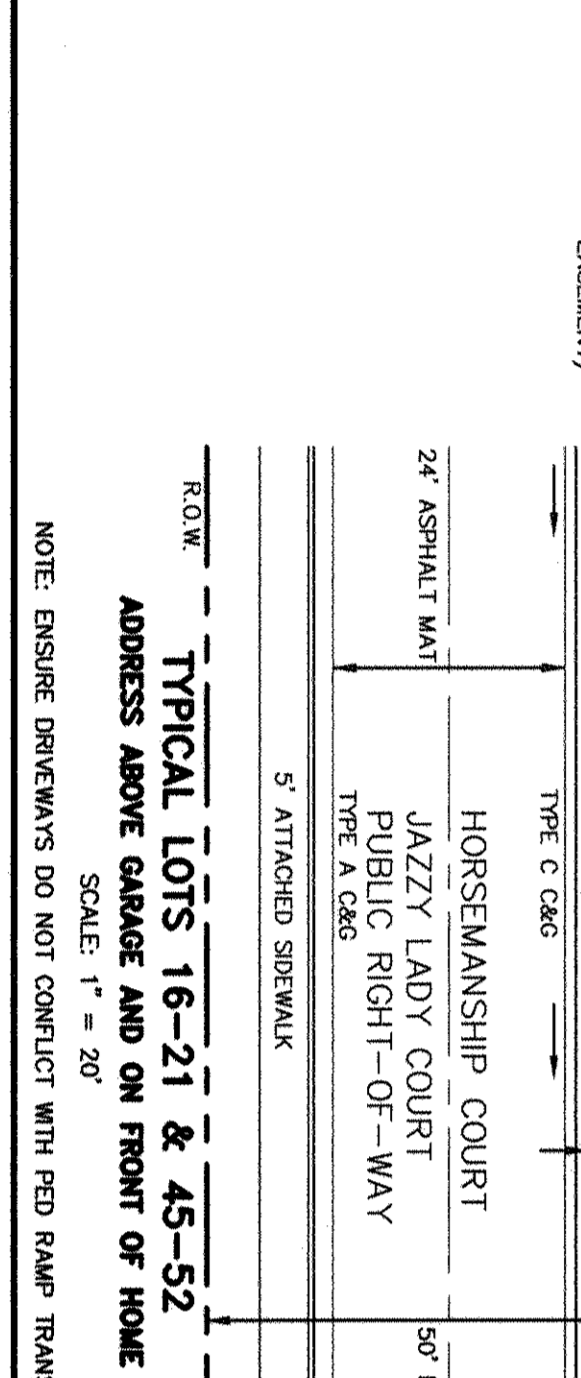 TYPE C C&G
HORSEMANSHIP COURT
JAZZY LADY COURT
PUBLIC RIGHT-OF-WAY
24' ASPHALT MAT
TYPE A C&G
50'
5' ATTACHED SIDEWALK
R.O.W.
TYPICAL LOTS 16-21 & 45-52
ADDRESS ABOVE GARAGE AND ON FRONT OF HOME
SCALE: 1" = 20'
NOTE: ENSURE DRIVEWAYS DO NOT CONFLICT WITH PED RAMP